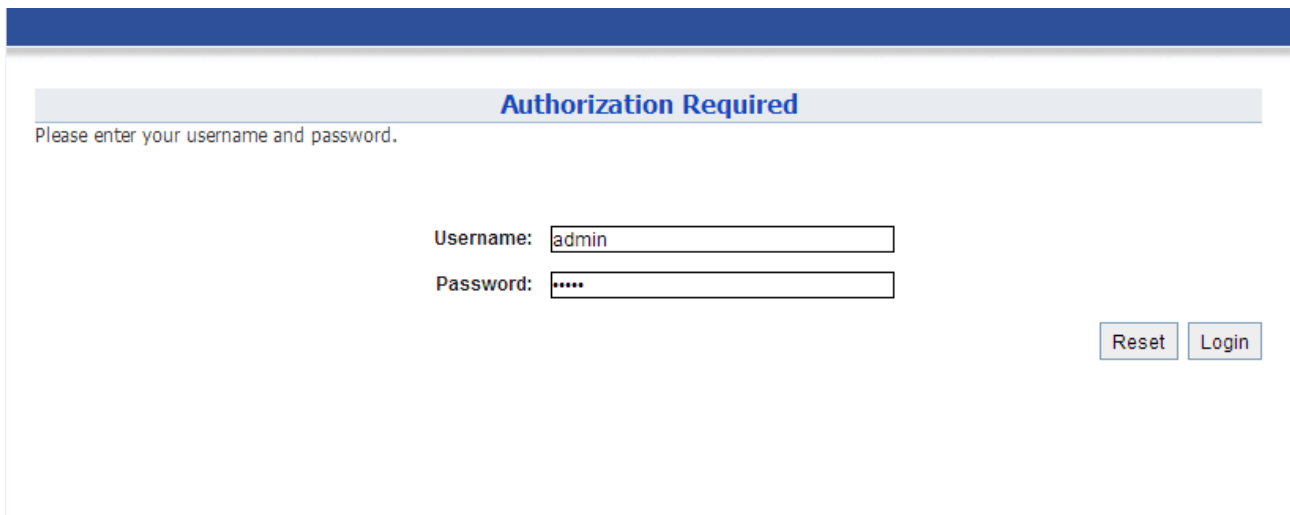 Authorization Required
Please enter your username and password.
Username: admin
Password: •••••
Reset Login